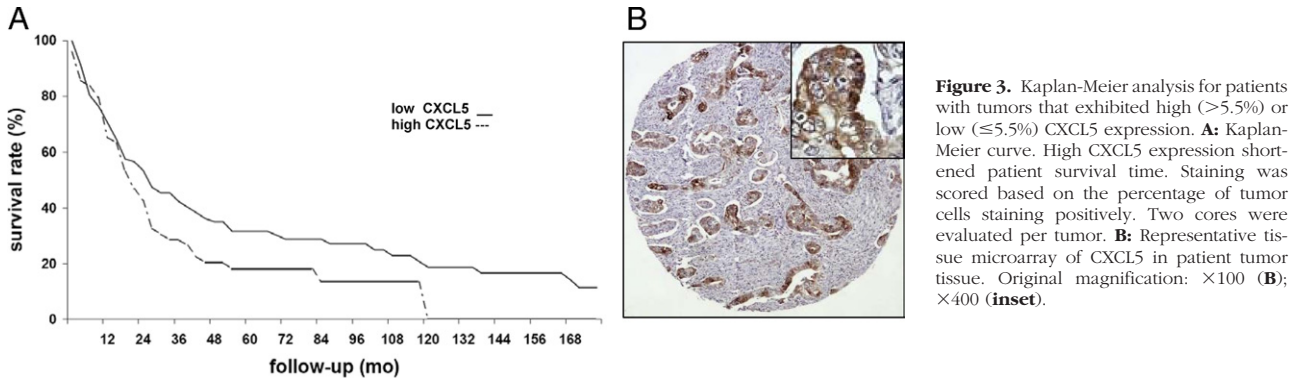 A
B
survival rate (%)
100
80
60
40
20
0
low CXCL5
high CXCL5
12 24 36 48 60 72 84 96 108 120 132 144 156 168
follow-up (mo)
Figure 3. Kaplan-Meier analysis for patients
with tumors that exhibited high (>5.5%) or
low (≤5.5%) CXCL5 expression. A: Kaplan-
Meier curve. High CXCL5 expression short-
ened patient survival time. Staining was
scored based on the percentage of tumor
cells staining positively. Two cores were
evaluated per tumor. B: Representative tis-
sue microarray of CXCL5 in patient tumor
tissue. Original magnification: ×100 (B);
×400 (inset).